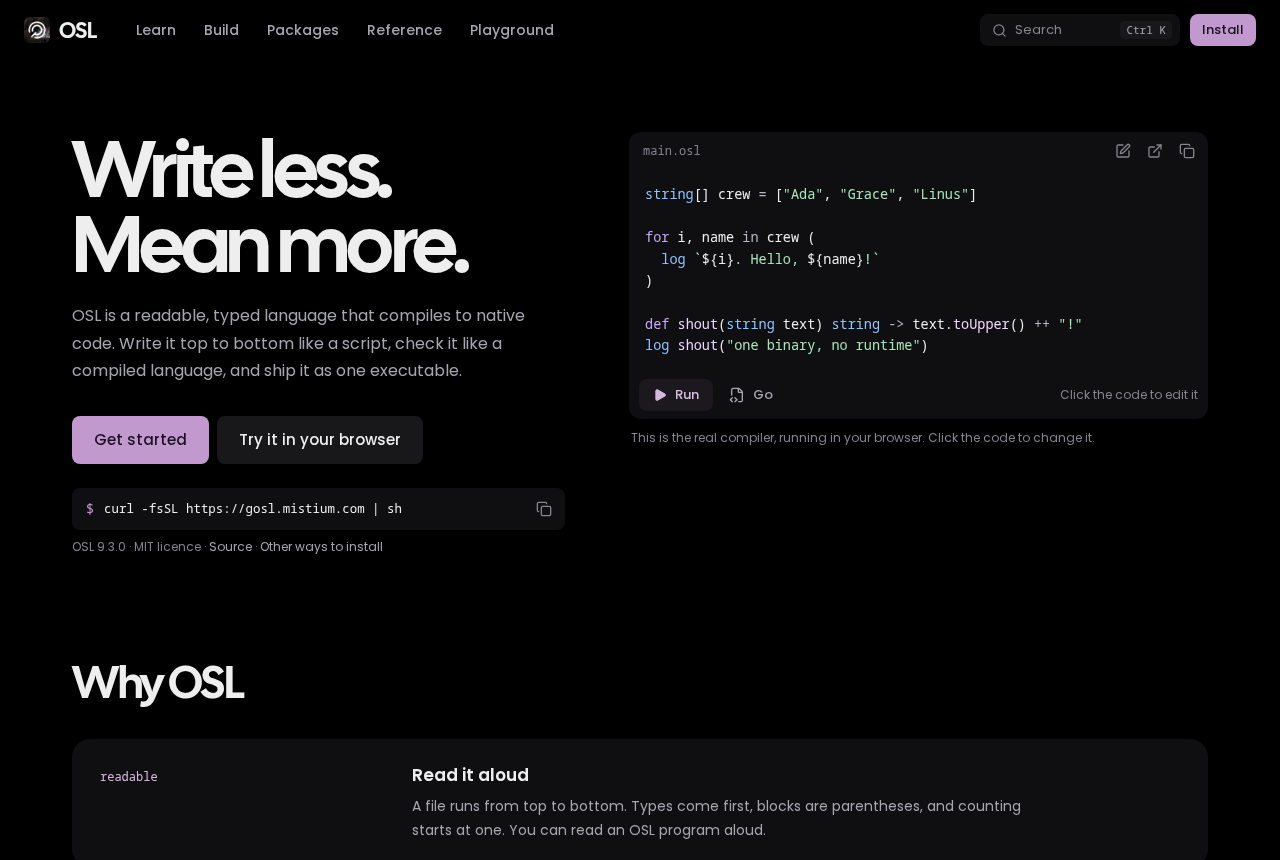 OSL
Learn
Build
Packages
Reference
Playground
Search
Ctrl K
Install
Write less.
Mean more.
OSL is a readable, typed language that compiles to native
code. Write it top to bottom like a script, check it like a
compiled language, and ship it as one executable.
Get started
Try it in your browser
$ curl -fsSL https://gosl.mistium.com | sh
OSL 9.3.0 · MIT licence · Source · Other ways to install
main.osl
string[] crew = ["Ada", "Grace", "Linus"]
for i, name in crew (
  log `${i}. Hello, ${name}!`
)
def shout(string text) string -> text.toUpper() ++ "!"
log shout("one binary, no runtime")
Run
Go
Click the code to edit it
This is the real compiler, running in your browser. Click the code to change it.
Why OSL
readable
Read it aloud
A file runs from top to bottom. Types come first, blocks are parentheses, and counting
starts at one. You can read an OSL program aloud.